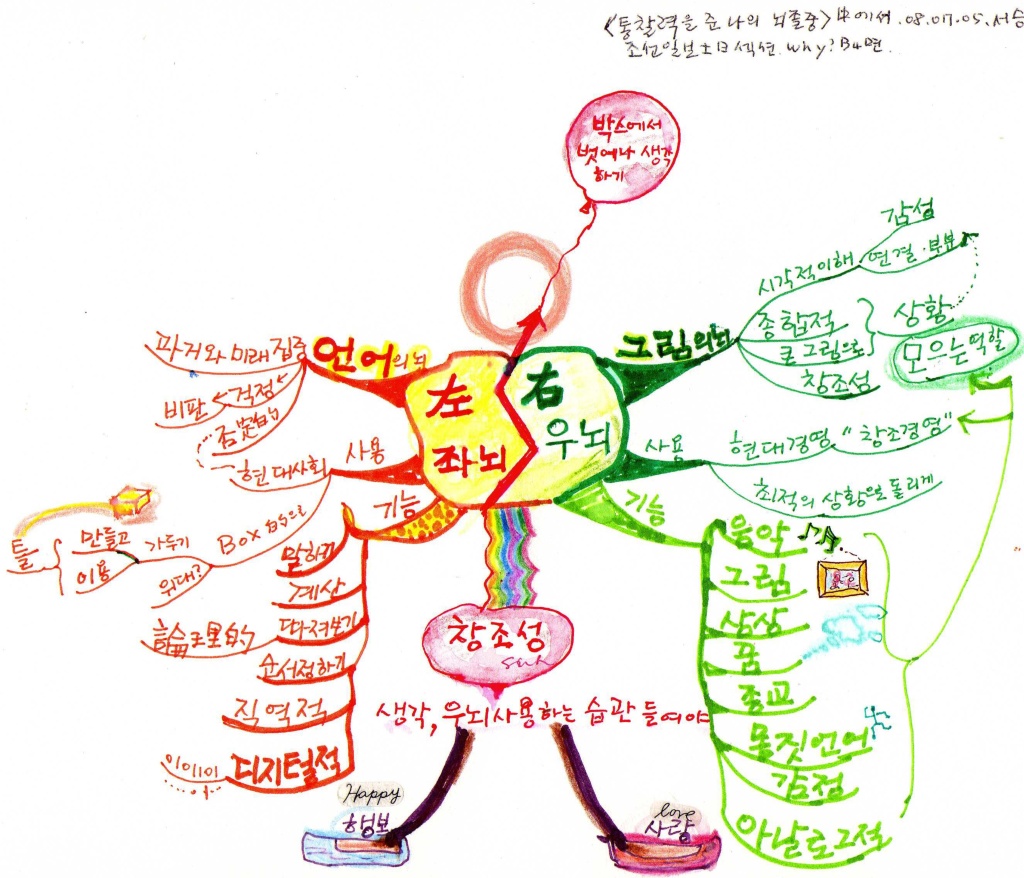 <통찰력을 준 나의 뇌졸중> 中에서. 08.07.05.
조선일보土日섹션. Why? B4면.
박스에서
벗어나 생각
하기
左
좌뇌
右
우뇌
언어의뇌
과거와 미래 집중
걱정
비판
否定的
사용
현대사회
Box 속으로
가두기
만들고
이용
틀
위대?
기능
말하기
계산
따져보기
論理的
순서정하기
직역적
디지털적
그림의뇌
시각적이해
감성
연결·부분
종합적
큰 그림으로
창조성
상황
모으는 역할
사용
현대경영
"창조경영"
최적의 상황으로 돌리게
기능
음악
그림
상상
꿈
종교
몸짓언어
감정
아날로그적
창조성
생각, 우뇌사용하는 습관 들여야
Happy
행복
love
사랑